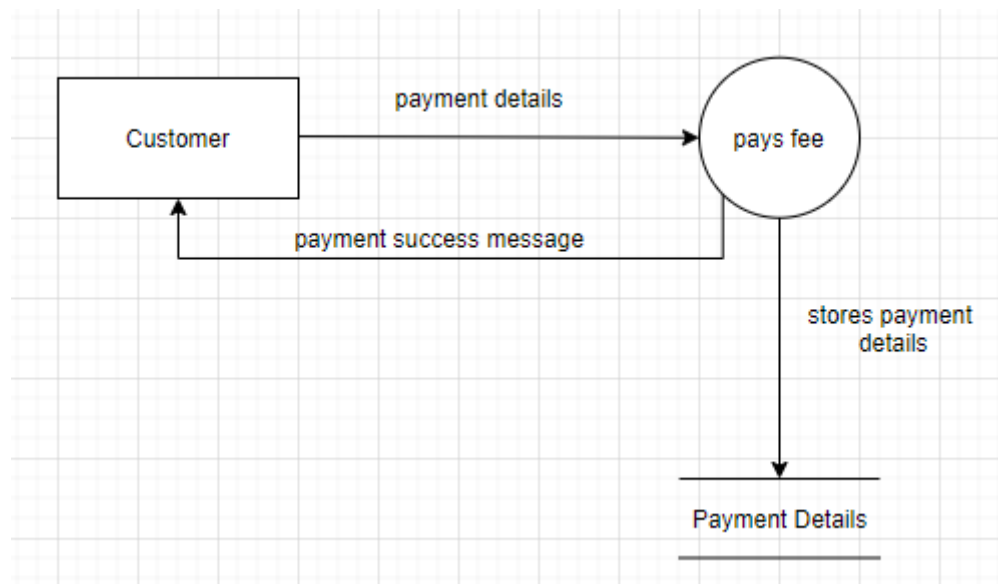 payment details
Customer
pays fee
payment success message
stores payment
details
Payment Details